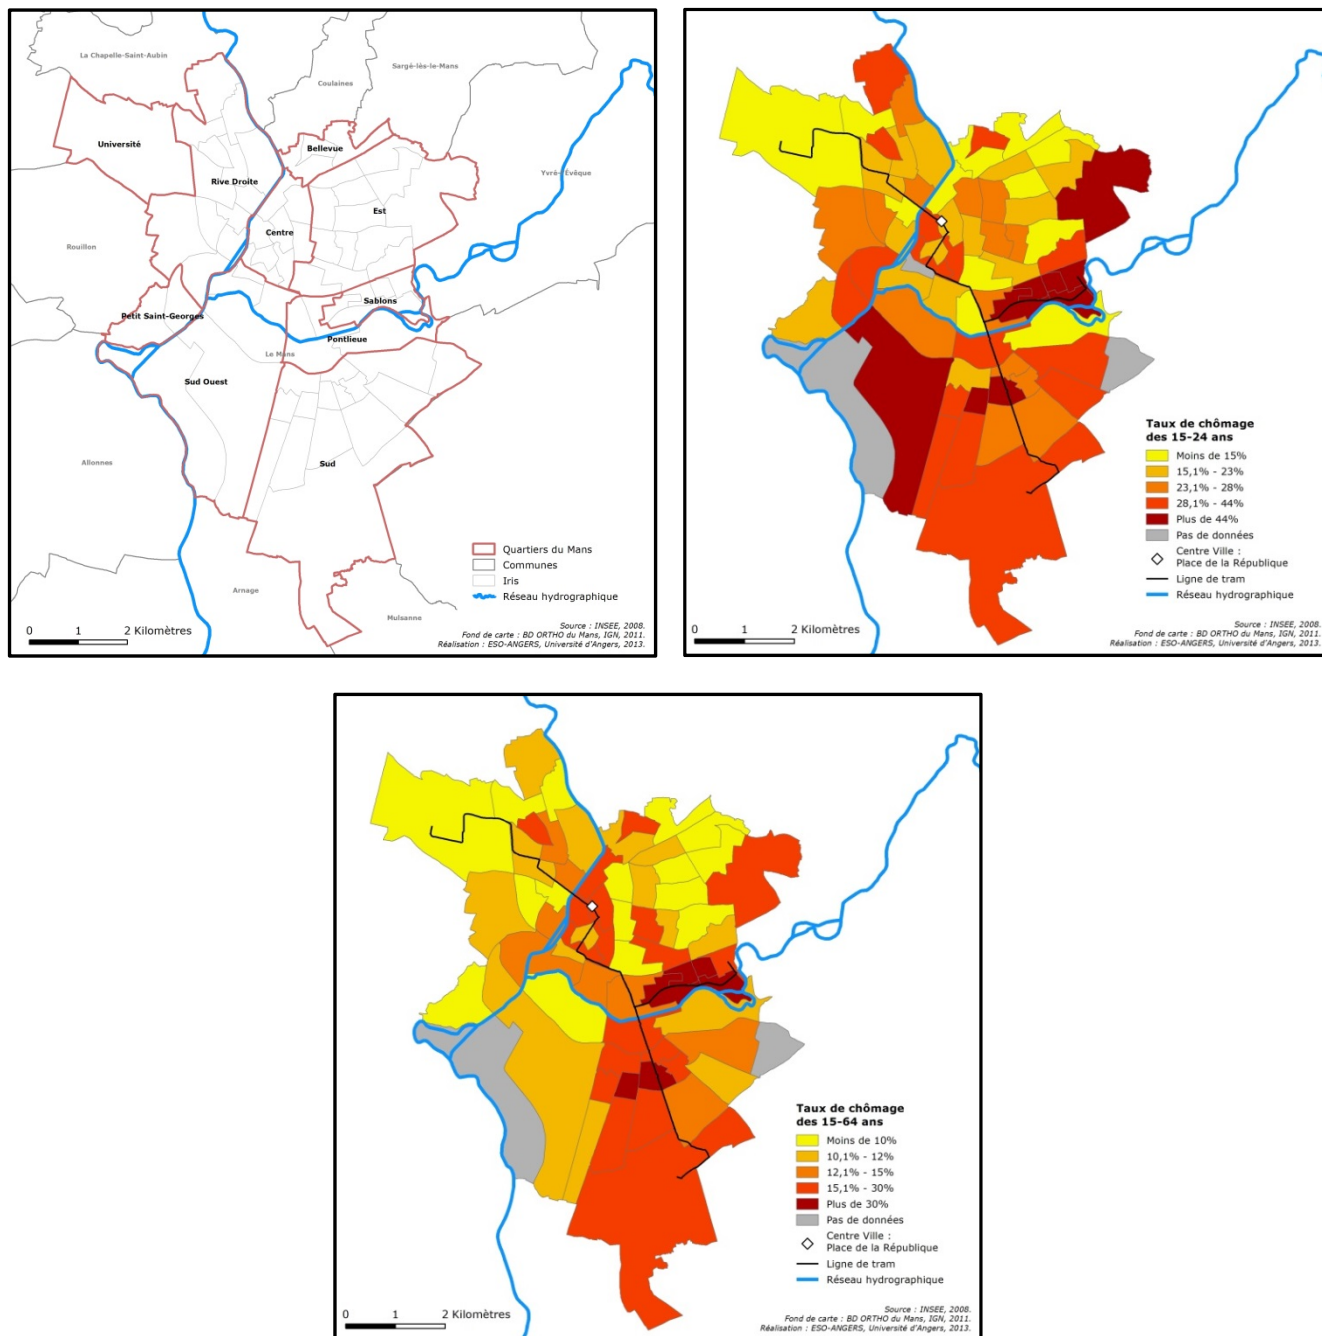 La Chapelle-Saint-Aubin
Sargé-lès-le-Mans
Coulaines
Université
Bellevue
Yvré-l'Évêque
Rive Droite
Est
Centre
Rouillon
Sablons
Petit Saint-Georges
Pontlieue
Le Mans
Sud Ouest
Allonnes
Sud
Arnage
Mulsanne
Quartiers du Mans
Communes
Iris
Réseau hydrographique
0 1 2 Kilomètres
Source : INSEE, 2008.
Fond de carte : BD ORTHO du Mans, IGN, 2011.
Réalisation : ESO-ANGERS, Université d'Angers, 2013.
Taux de chômage
des 15-24 ans
Moins de 15%
15,1% - 23%
23,1% - 28%
28,1% - 44%
Plus de 44%
Pas de données
Centre Ville :
Place de la République
Ligne de tram
Réseau hydrographique
0 1 2 Kilomètres
Source : INSEE, 2008.
Fond de carte : BD ORTHO du Mans, IGN, 2011.
Réalisation : ESO-ANGERS, Université d'Angers, 2013.
Taux de chômage
des 15-64 ans
Moins de 10%
10,1% - 12%
12,1% - 15%
15,1% - 30%
Plus de 30%
Pas de données
Centre Ville :
Place de la République
Ligne de tram
Réseau hydrographique
0 1 2 Kilomètres
Source : INSEE, 2008.
Fond de carte : BD ORTHO du Mans, IGN, 2011.
Réalisation : ESO-ANGERS, Université d'Angers, 2013.